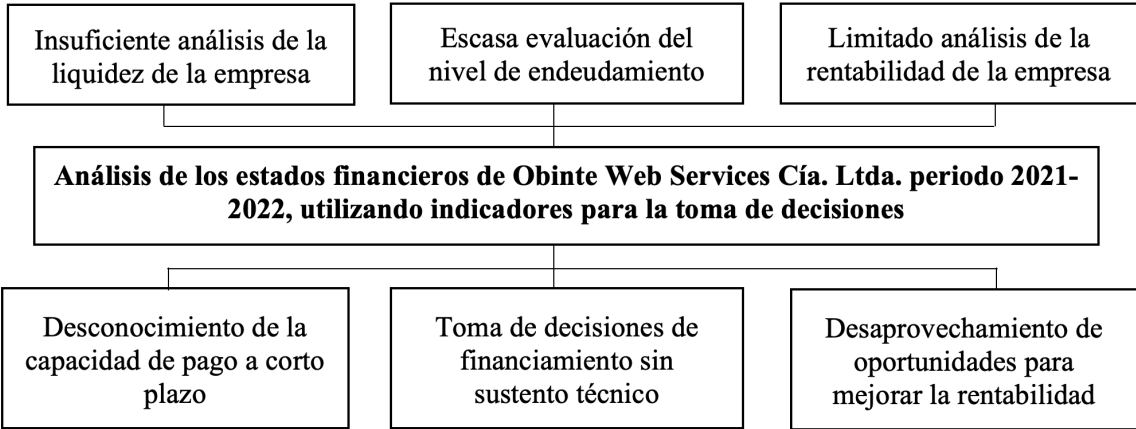 Insuficiente análisis de la
liquidez de la empresa
Escasa evaluación del
nivel de endeudamiento
Limitado análisis de la
rentabilidad de la empresa
Análisis de los estados financieros de Obinte Web Services Cía. Ltda. periodo 2021-
2022, utilizando indicadores para la toma de decisiones
Desconocimiento de la
capacidad de pago a corto
plazo
Toma de decisiones de
financiamiento sin
sustento técnico
Desaprovechamiento de
oportunidades para
mejorar la rentabilidad